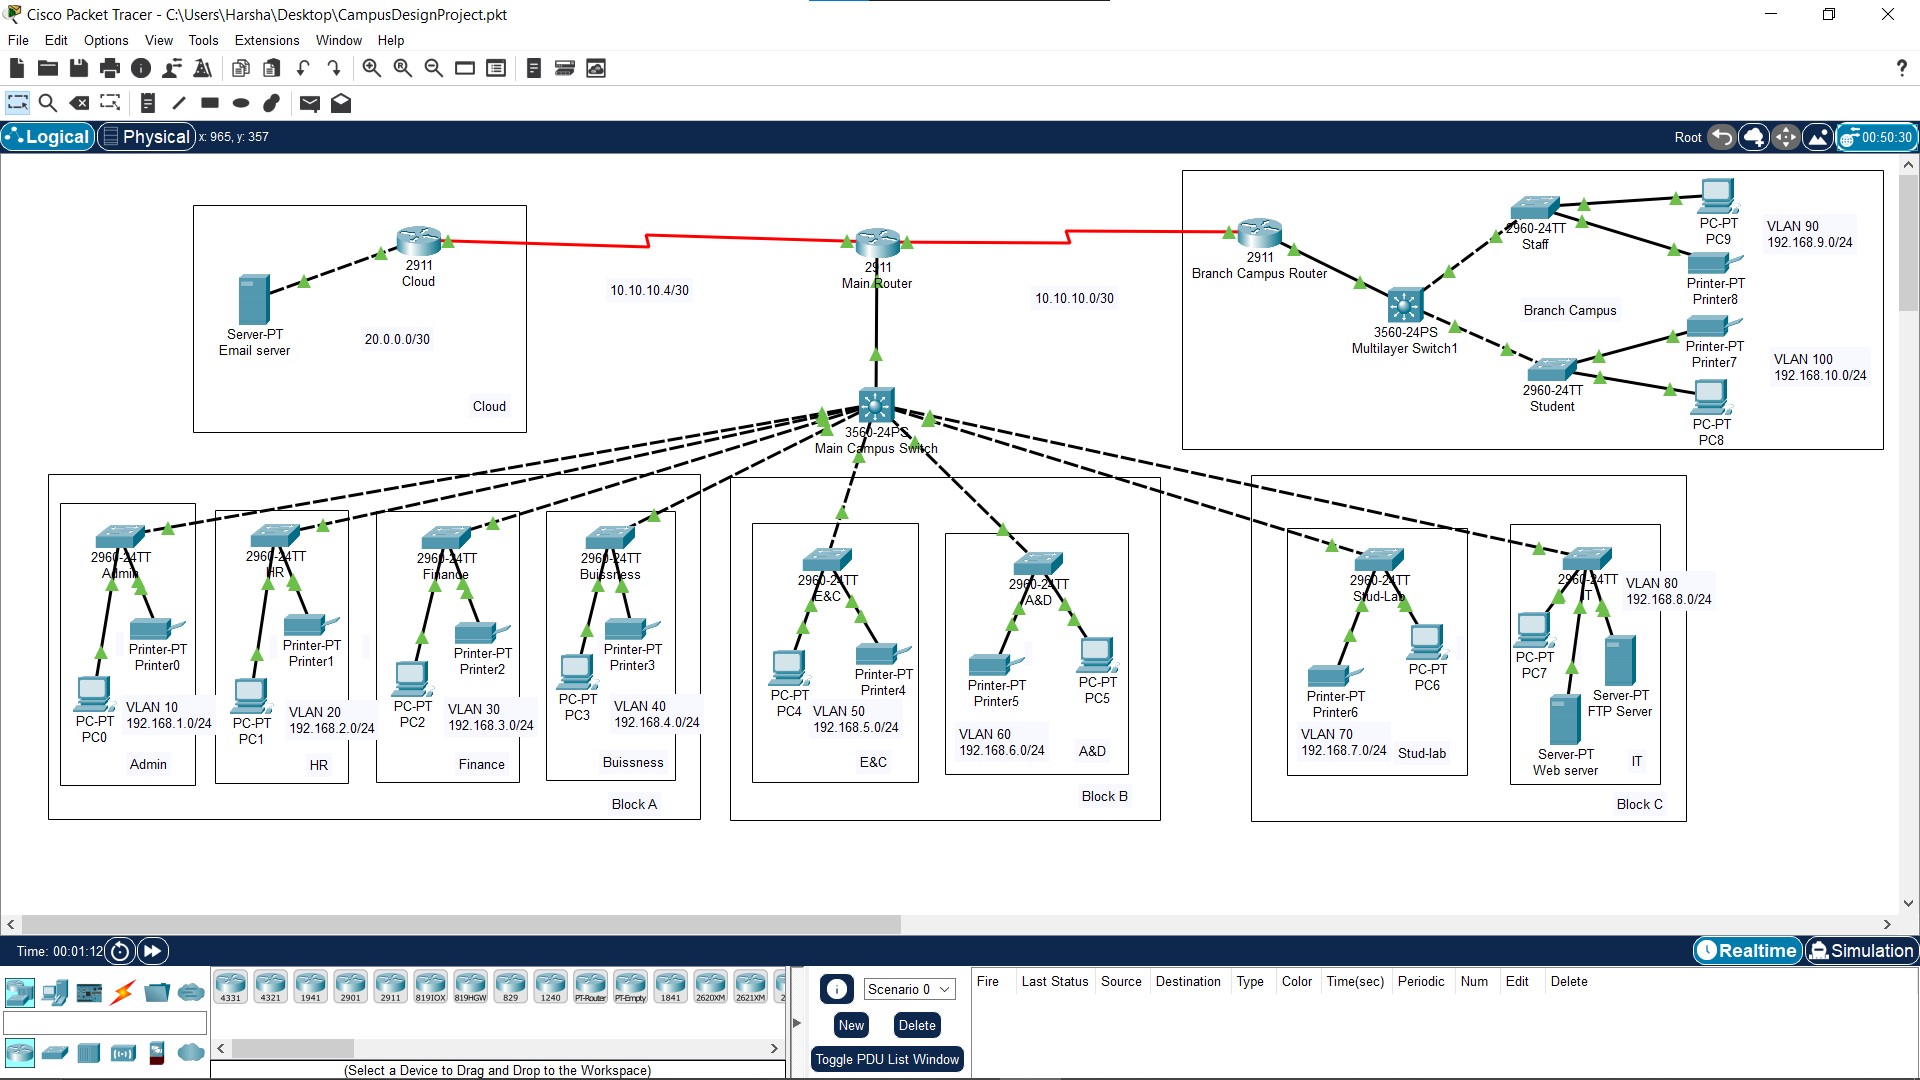 Cisco Packet Tracer - C:\Users\Harsha\Desktop\CampusDesignProject.pkt
File Edit Options View Tools Extensions Window Help
?
Logical Physical x: 965, y: 357 Root 00:50:30
2911
Cloud
Server-PT
Email server
20.0.0.0/30
Cloud
10.10.10.4/30
2911
Main Router
10.10.10.0/30
2911
Branch Campus Router
3560-24PS
Multilayer Switch1
2960-24TT
Staff
PC-PT
PC9
VLAN 90
192.168.9.0/24
Printer-PT
Printer8
Branch Campus
Printer-PT
Printer7
VLAN 100
192.168.10.0/24
2960-24TT
Student
PC-PT
PC8
3560-24PS
Main Campus Switch
2960-24TT
Admin
Printer-PT
Printer0
PC-PT
PC0
VLAN 10
192.168.1.0/24
Admin
2960-24TT
HR
Printer-PT
Printer1
PC-PT
PC1
VLAN 20
192.168.2.0/24
HR
2960-24TT
Finance
Printer-PT
Printer2
PC-PT
PC2
VLAN 30
192.168.3.0/24
Finance
2960-24TT
Buissness
Printer-PT
Printer3
PC-PT
PC3
VLAN 40
192.168.4.0/24
Buissness
Block A
2960-24TT
E&C
PC-PT
PC4
Printer-PT
Printer4
VLAN 50
192.168.5.0/24
E&C
2960-24TT
A&D
Printer-PT
Printer5
PC-PT
PC5
VLAN 60
192.168.6.0/24
A&D
Block B
2960-24TT
Stud-Lab
Printer-PT
Printer6
PC-PT
PC6
VLAN 70
192.168.7.0/24
Stud-lab
2960-24TT
IT
VLAN 80
192.168.8.0/24
PC-PT
PC7
Server-PT
FTP Server
Server-PT
Web server
IT
Block C
Time: 00:01:12 Realtime Simulation
4331 4321 1941 2901 2911 819IOX 819HGW 829 1240 PT-Router PT-Empty 1841 2620XM 2621XM 2
(Select a Device to Drag and Drop to the Workspace)
Scenario 0
New Delete
Toggle PDU List Window
Fire Last Status Source Destination Type Color Time(sec) Periodic Num Edit Delete